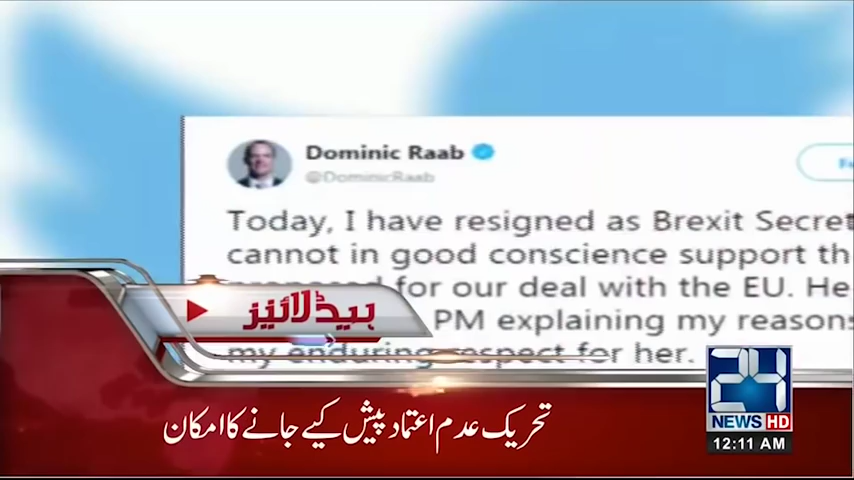 Dominic Raab
@DominicRaab
Today, I have resigned as Brexit Secret
cannot in good conscience support th
for our deal with the EU. He
PM explaining my reasons
my enduring respect for her.
ہیڈلائنز
تحریک عدم اعتماد پیش کیے جانے کا امکان
24
NEWS HD
12:11 AM